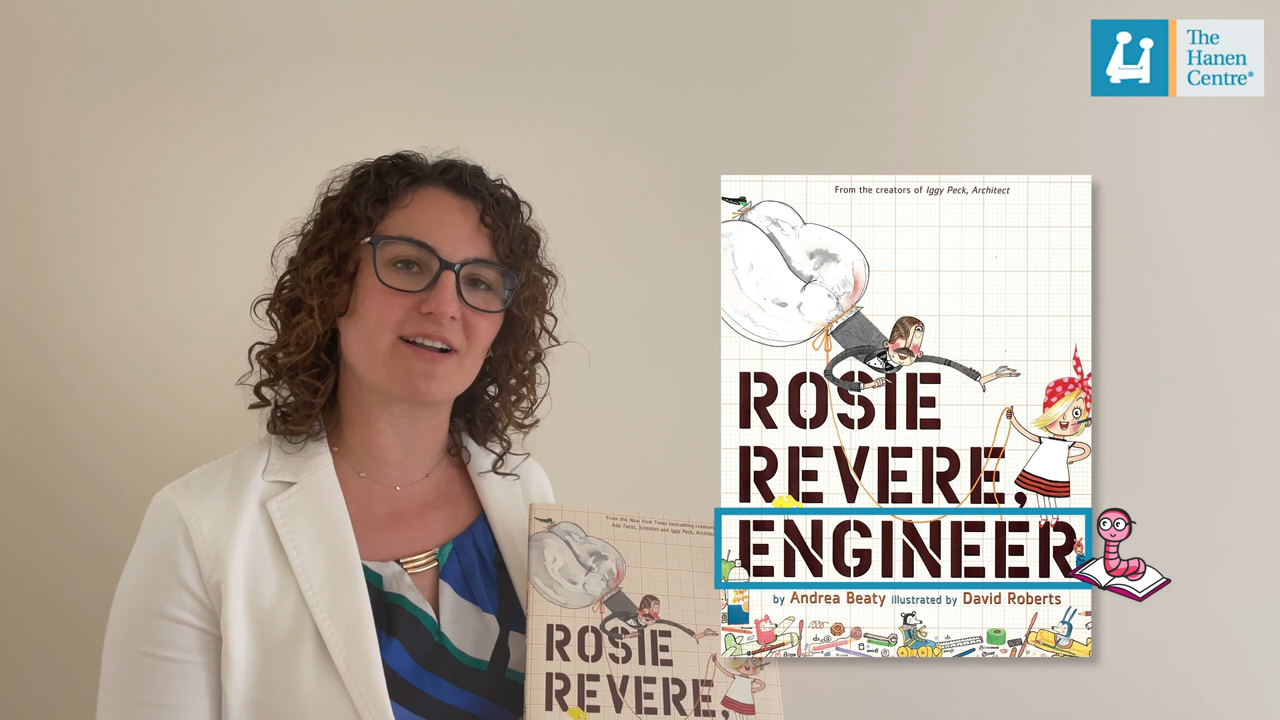 The
Hanen
Centre®
From the creators of Iggy Peck, Architect
ROSIE
REVERE,
ENGINEER
by Andrea Beaty illustrated by David Roberts
From the New York Times bestselling creators
Ada Twist, Scientist and Iggy Peck, Architect
ROSIE
REVERE,